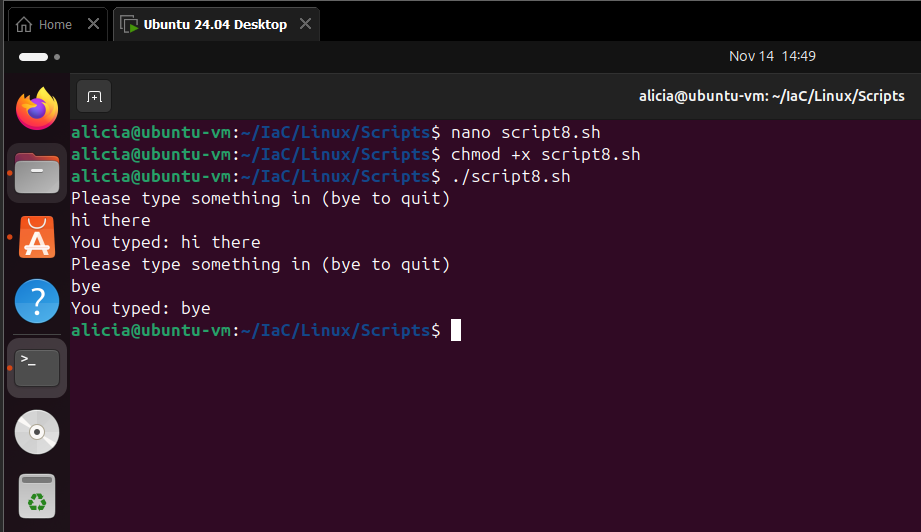 Home
Ubuntu 24.04 Desktop
Nov 14 14:49
alicia@ubuntu-vm: ~/IaC/Linux/Scripts
alicia@ubuntu-vm:~/IaC/Linux/Scripts$ nano script8.sh
alicia@ubuntu-vm:~/IaC/Linux/Scripts$ chmod +x script8.sh
alicia@ubuntu-vm:~/IaC/Linux/Scripts$ ./script8.sh
Please type something in (bye to quit)
hi there
You typed: hi there
Please type something in (bye to quit)
bye
You typed: bye
alicia@ubuntu-vm:~/IaC/Linux/Scripts$